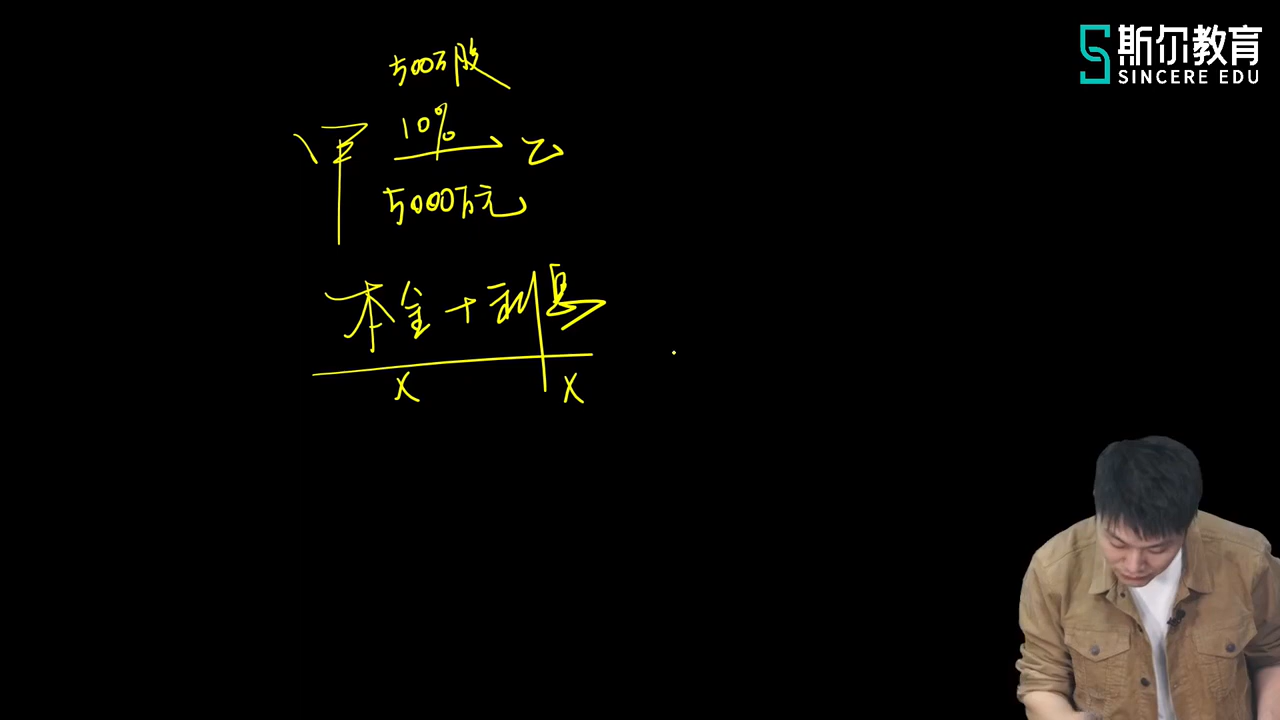 斯尔教育
SINCERE EDU
500万股
甲 10% 乙
5000万元
本金+利息
x x